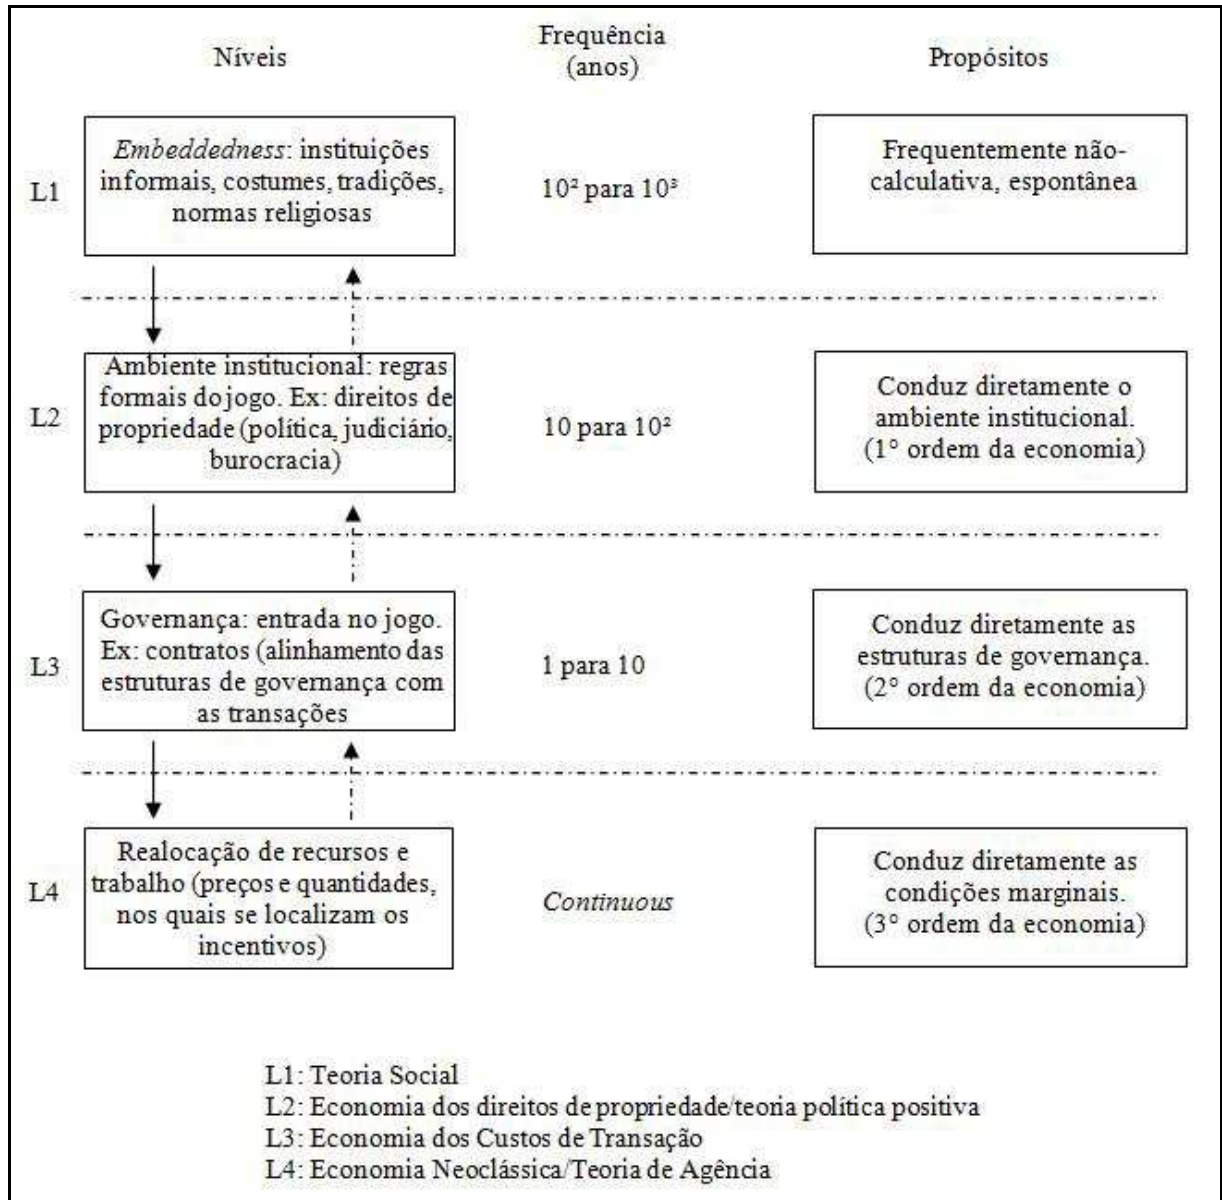 Níveis
Frequência
(anos)
Propósitos
L1
Embeddedness: instituições
informais, costumes, tradições,
normas religiosas
10² para 10³
Frequentemente não-
calculativa, espontânea
L2
Ambiente institucional: regras
formais do jogo. Ex: direitos de
propriedade (política, judiciário,
burocracia)
10 para 10²
Conduz diretamente o
ambiente institucional.
(1° ordem da economia)
L3
Governança: entrada no jogo.
Ex: contratos (alinhamento das
estruturas de governança com
as transações
1 para 10
Conduz diretamente as
estruturas de governança.
(2° ordem da economia)
L4
Realocação de recursos e
trabalho (preços e quantidades,
nos quais se localizam os
incentivos)
Continuous
Conduz diretamente as
condições marginais.
(3° ordem da economia)
L1: Teoria Social
L2: Economia dos direitos de propriedade/teoria política positiva
L3: Economia dos Custos de Transação
L4: Economia Neoclássica/Teoria de Agência